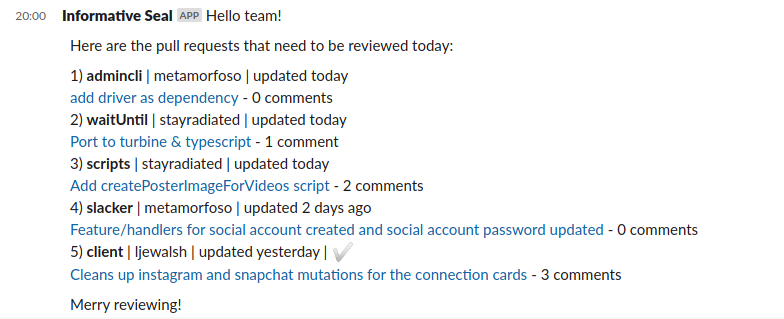 20:00 Informative Seal APP Hello team!
Here are the pull requests that need to be reviewed today:
1) admincli | metamorfoso | updated today
add driver as dependency - 0 comments
2) waitUntil | stayradiated | updated today
Port to turbine & typescript - 1 comment
3) scripts | stayradiated | updated today
Add createPosterImageForVideos script - 2 comments
4) slacker | metamorfoso | updated 2 days ago
Feature/handlers for social account created and social account password updated - 0 comments
5) client | ljewalsh | updated yesterday | ✔
Cleans up instagram and snapchat mutations for the connection cards - 3 comments
Merry reviewing!